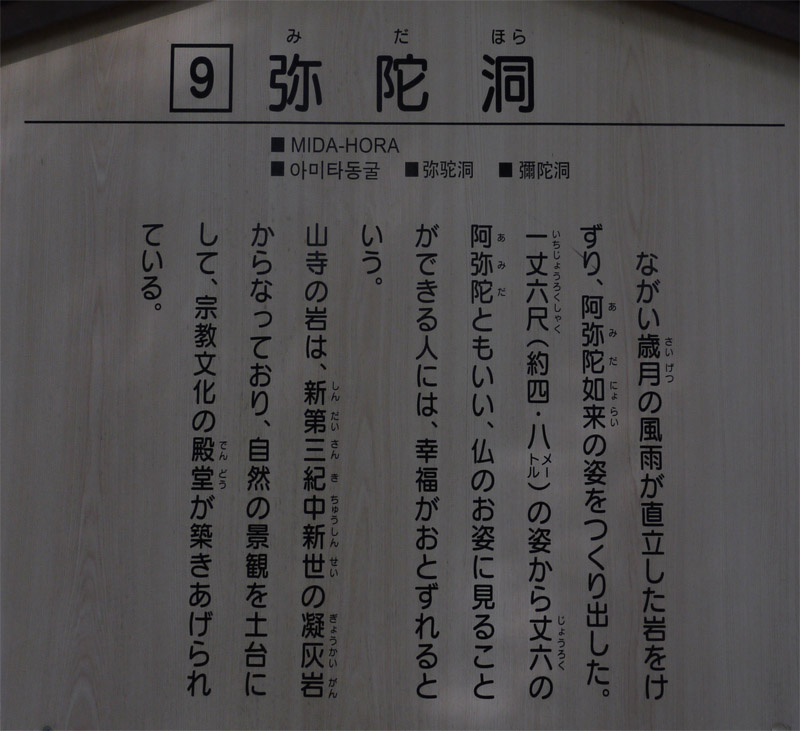 9 弥陀洞
みだほら
■ MIDA-HORA
■ 아미타동굴 ■ 弥驼洞 ■ 彌陀洞
ながい歳月の風雨が直立した岩をけ
ずり、阿弥陀如来の姿をつくり出した。
一丈六尺（約四・八メートル）の姿から丈六の
阿弥陀ともいい、仏のお姿に見ること
ができる人には、幸福がおとずれると
いう。
山寺の岩は、新第三紀中新世の凝灰岩
からなっており、自然の景観を土台に
して、宗教文化の殿堂が築きあげられ
ている。